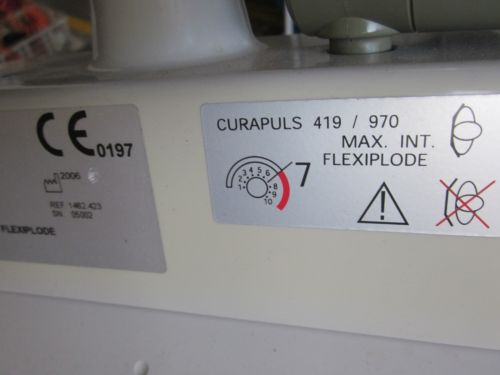 CE 0197
2006
REF 1462.423
SN 05002
FLEXIPLODE
CURAPULS 419 / 970
MAX. INT.
FLEXIPLODE
1 2 3 4 5 6 7 8 9 10